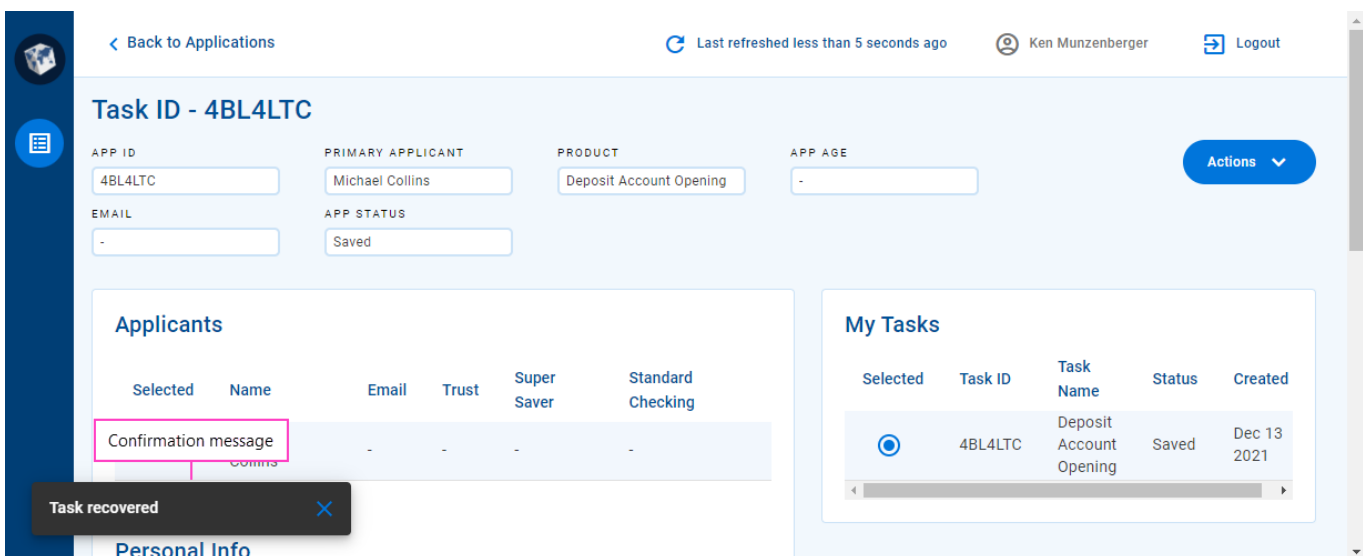 Back to Applications
Last refreshed less than 5 seconds ago
Ken Munzenberger
Logout
Task ID - 4BL4LTC
APP ID
PRIMARY APPLICANT
PRODUCT
APP AGE
Actions
4BL4LTC
Michael Collins
Deposit Account Opening
-
EMAIL
APP STATUS
-
Saved
Applicants
Selected
Name
Email
Trust
Super
Saver
Standard
Checking
Confirmation message
Collins
-
-
-
-
Task recovered
Personal Info
My Tasks
Selected
Task ID
Task
Name
Status
Created
4BL4LTC
Deposit
Account
Opening
Saved
Dec 13
2021